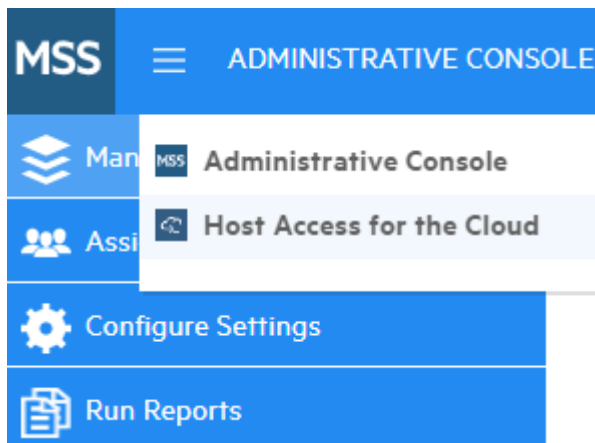 MSS ADMINISTRATIVE CONSOLE
Man MSS Administrative Console
Assi Host Access for the Cloud
Configure Settings
Run Reports